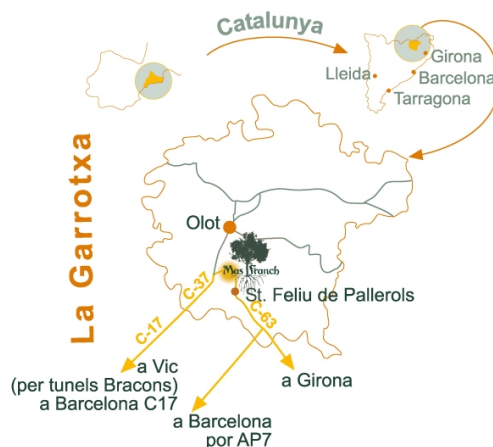 Catalunya
Girona
Lleida
Barcelona
Tarragona
La Garrotxa
Olot
Mas Franch
St. Feliu de Pallerols
C-37
C-17
C-63
a Vic
(per tunels Bracons)
a Barcelona C17
a Girona
a Barcelona
por AP7